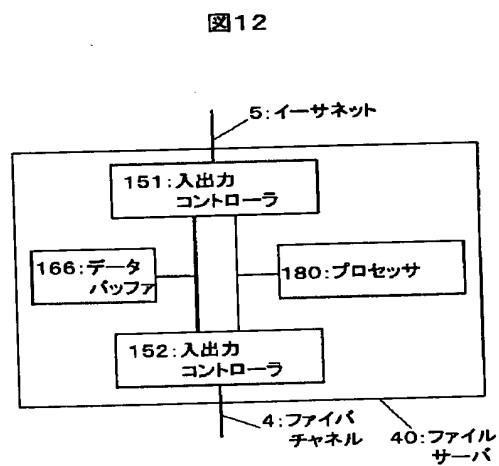 図12
5:イーサネット
151:入出力
コントローラ
166:データ
バッファ
180:プロセッサ
152:入出力
コントローラ
4:ファイバ
チャネル
40:ファイル
サーバ